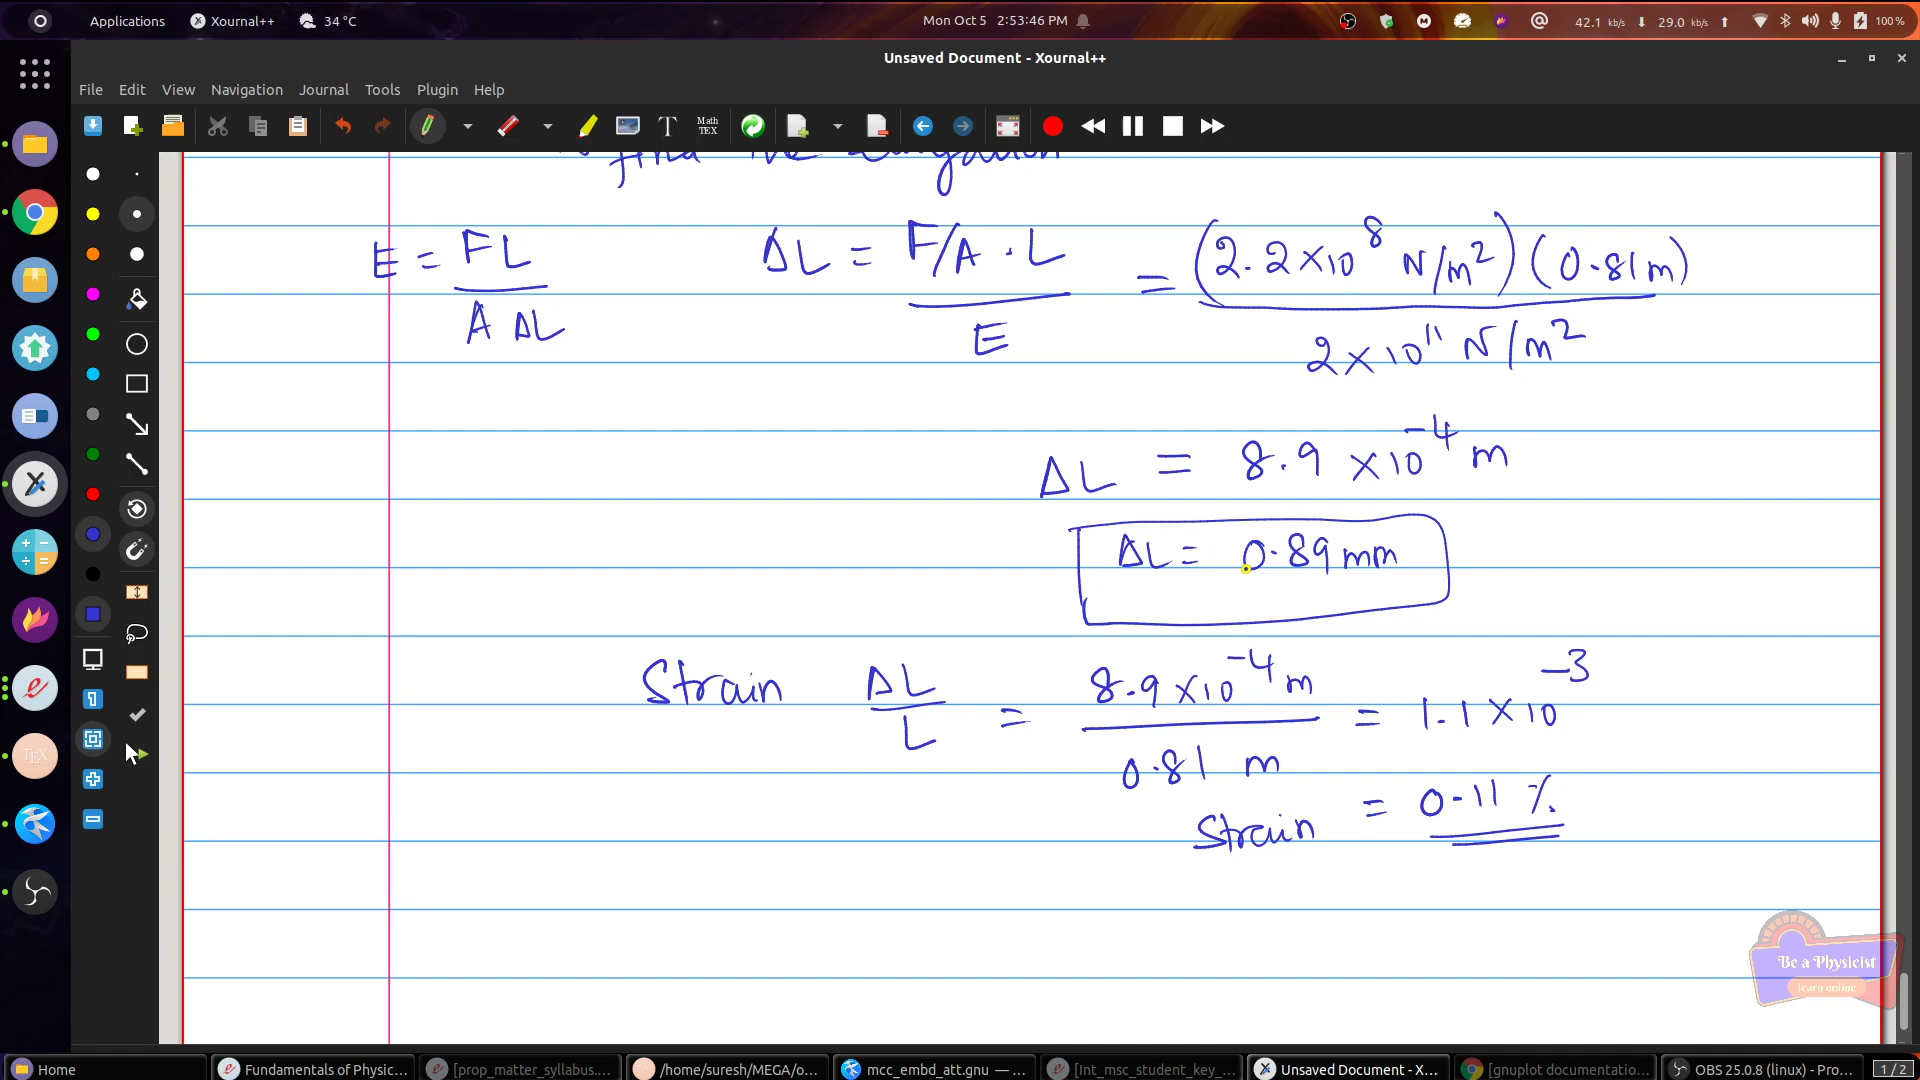 Applications Xournal++ 34 °C Mon Oct 5 2:53:46 PM 42.1 kb/s 29.0 kb/s 100 %
Unsaved Document - Xournal++
File Edit View Navigation Journal Tools Plugin Help
T Math TEX
find the
E = FL / A ΔL ΔL = F/A · L / E = (2.2 × 10^8 N/m^2) (0.81 m) / 2 × 10^11 N/m^2
ΔL = 8.9 × 10^-4 m
ΔL = 0.89 mm
Strain ΔL / L = 8.9 × 10^-4 m / 0.81 m = 1.1 × 10^-3
Strain = 0.11 %
Be a Physicist
learn online
Home Fundamentals of Physic... [prop_matter_syllabus.... /home/suresh/MEGA/o... mcc_embd_att.gnu — ... [Int_msc_student_key_... Unsaved Document - X... [gnuplot documentatio... OBS 25.0.8 (linux) - Pro... 1 / 2